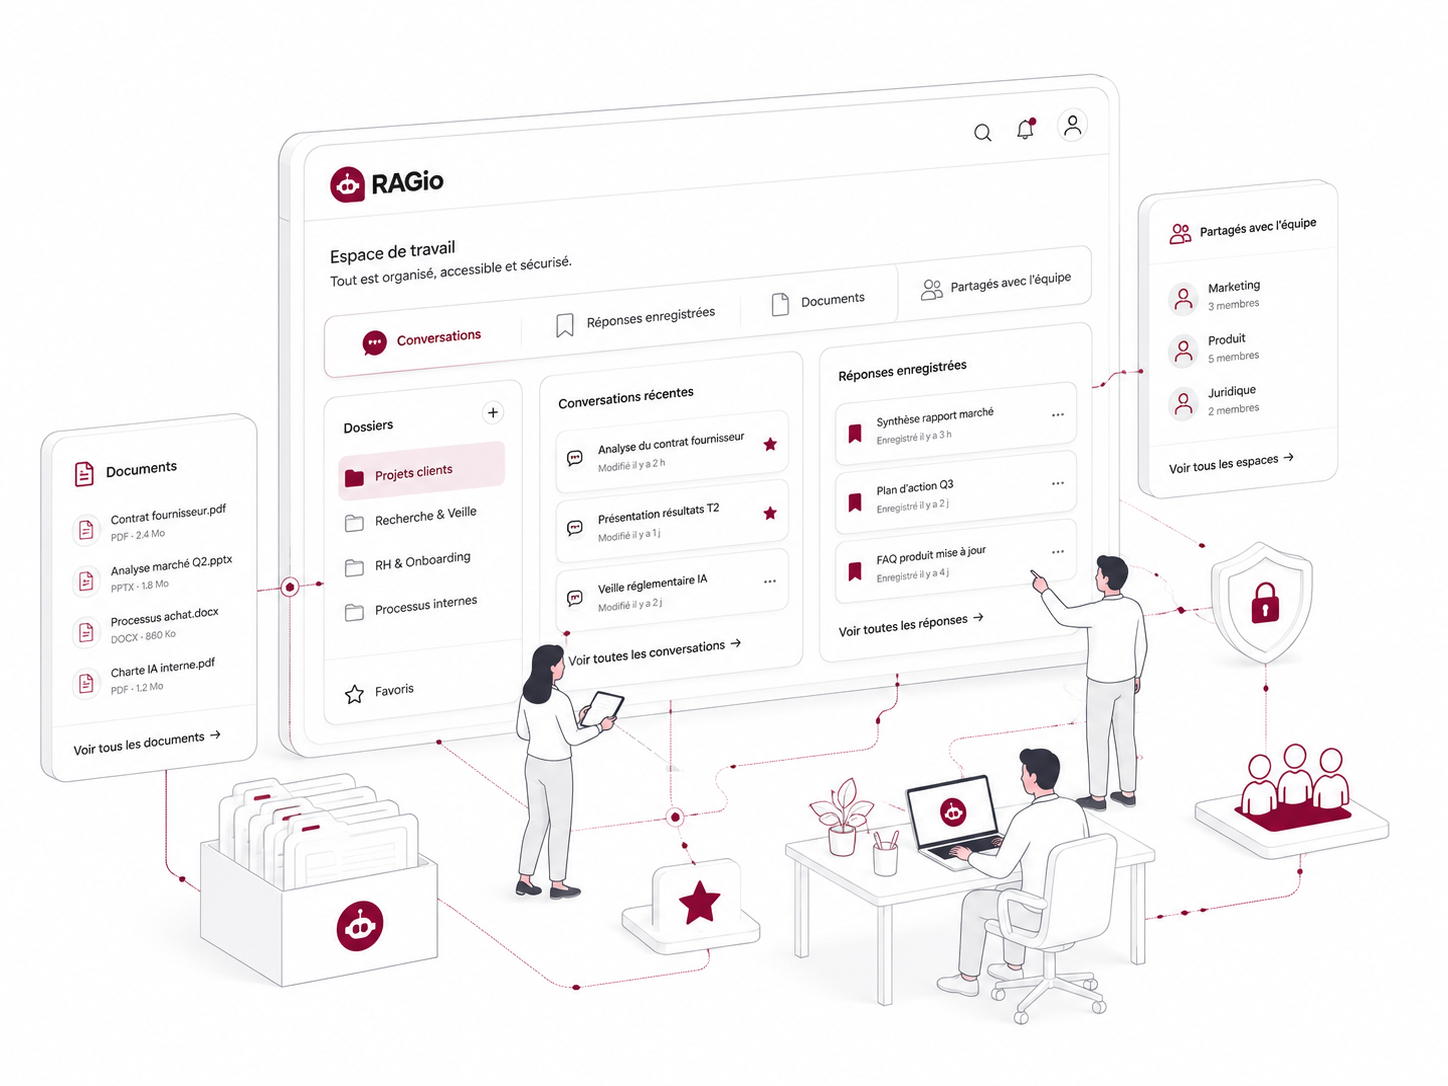 RAGio
Espace de travail
Tout est organisé, accessible et sécurisé.
Conversations
Réponses enregistrées
Documents
Partagés avec l'équipe
Dossiers
Projets clients
Recherche & Veille
RH & Onboarding
Processus internes
Favoris
Conversations récentes
Analyse du contrat fournisseur
Modifié il y a 2 h
Présentation résultats T2
Modifié il y a 1 j
Veille réglementaire IA
Modifié il y a 2 j
Voir toutes les conversations →
Réponses enregistrées
Synthèse rapport marché
Enregistré il y a 3 h
Plan d'action Q3
Enregistré il y a 2 j
FAQ produit mise à jour
Enregistré il y a 4 j
Voir toutes les réponses →
Documents
Contrat fournisseur.pdf
PDF - 2.4 Mo
Analyse marché Q2.pptx
PPTX - 1.8 Mo
Processus achat.docx
DOCX - 860 Ko
Charte IA interne.pdf
PDF - 1.2 Mo
Voir tous les documents →
Partagés avec l'équipe
Marketing
3 membres
Produit
5 membres
Juridique
2 membres
Voir tous les espaces →